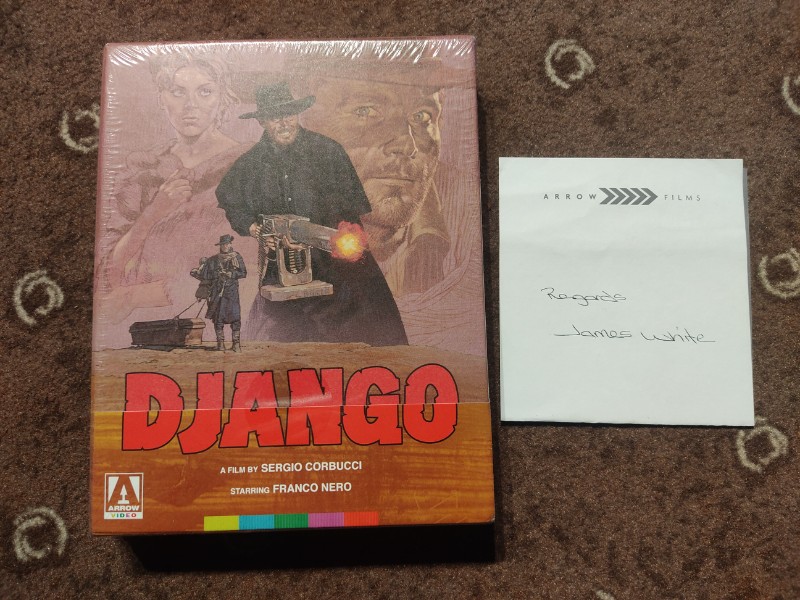 DJANGO
A FILM BY SERGIO CORBUCCI
STARRING FRANCO NERO
ARROW
VIDEO
ARROW FILMS
Regards
James White